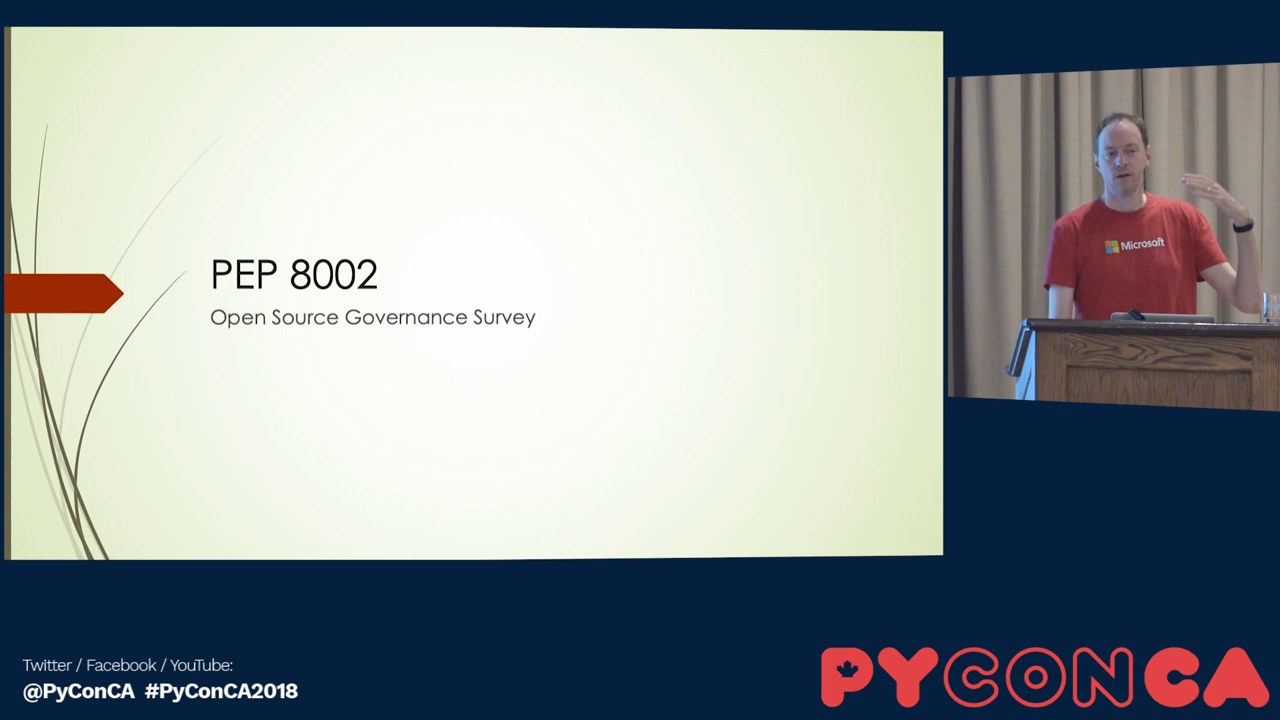 PEP 8002
Open Source Governance Survey
Microsoft
Twitter / Facebook / YouTube:
@PyConCA #PyConCA2018
PYCONCA